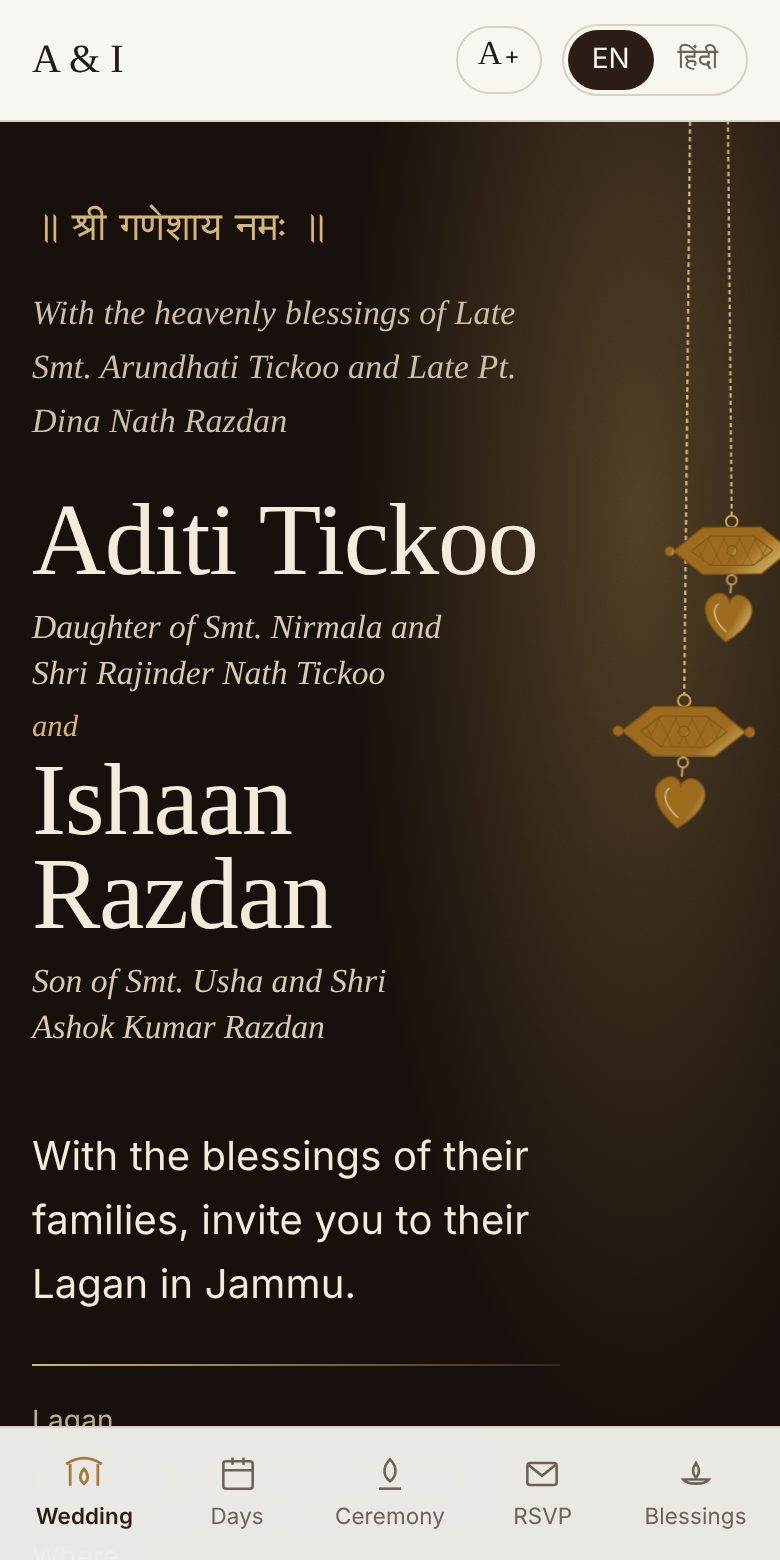 A & I
A+
EN
हिंदी
॥ श्री गणेशाय नमः ॥
With the heavenly blessings of Late
Smt. Arundhati Tickoo and Late Pt.
Dina Nath Razdan
Aditi Tickoo
Daughter of Smt. Nirmala and
Shri Rajinder Nath Tickoo
and
Ishaan
Razdan
Son of Smt. Usha and Shri
Ashok Kumar Razdan
With the blessings of their
families, invite you to their
Lagan in Jammu.
Lagan
Wedding
Days
Ceremony
RSVP
Blessings
Where